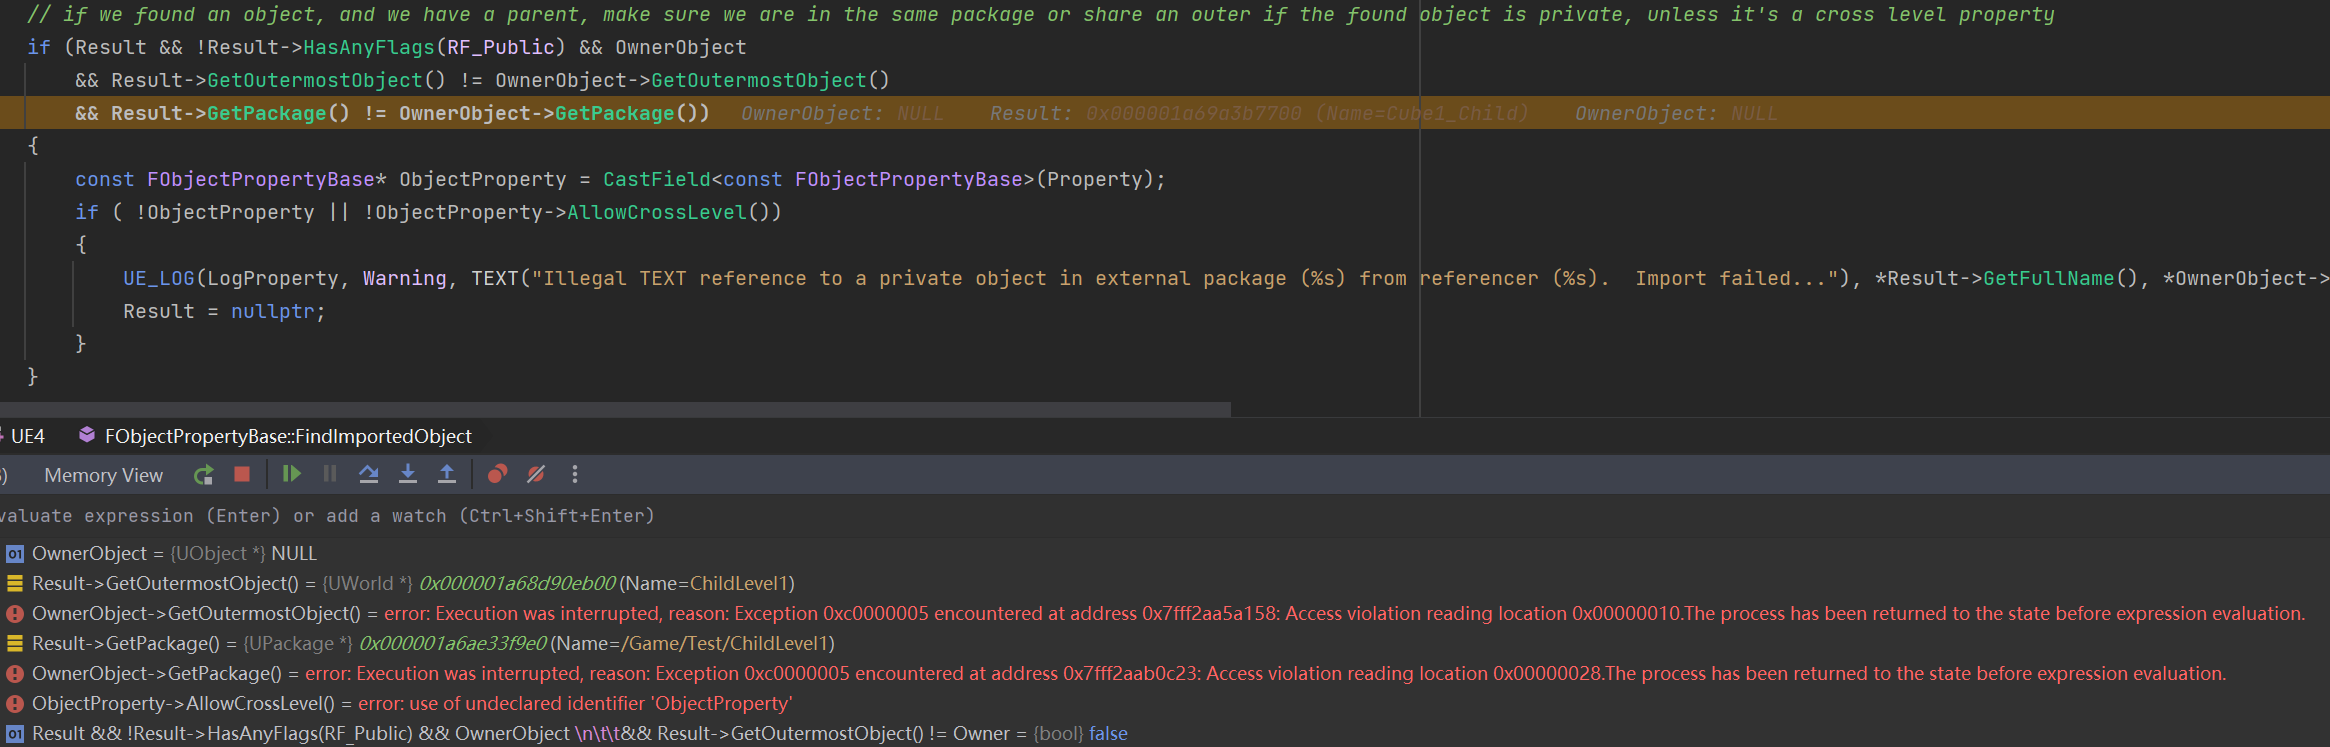 // if we found an object, and we have a parent, make sure we are in the same package or share an outer if the found object is private, unless it's a cross level property
if (Result && !Result->HasAnyFlags(RF_Public) && OwnerObject
&& Result->GetOutermostObject() != OwnerObject->GetOutermostObject()
&& Result->GetPackage() != OwnerObject->GetPackage()) OwnerObject: NULL Result: 0x000001a69a3b7700 (Name=Cube1_Child) OwnerObject: NULL
{
const FObjectPropertyBase* ObjectProperty = CastField<const FObjectPropertyBase>(Property);
if ( !ObjectProperty || !ObjectProperty->AllowCrossLevel())
{
UE_LOG(LogProperty, Warning, TEXT("Illegal TEXT reference to a private object in external package (%s) from referencer (%s).  Import failed..."), *Result->GetFullName(), *OwnerObject->
Result = nullptr;
}
}
UE4 FObjectPropertyBase::FindImportedObject
) Memory View
valuate expression (Enter) or add a watch (Ctrl+Shift+Enter)
OwnerObject = {UObject *} NULL
Result->GetOutermostObject() = {UWorld *} 0x000001a68d90eb00 (Name=ChildLevel1)
OwnerObject->GetOutermostObject() = error: Execution was interrupted, reason: Exception 0xc0000005 encountered at address 0x7fff2aa5a158: Access violation reading location 0x00000010.The process has been returned to the state before expression evaluation.
Result->GetPackage() = {UPackage *} 0x000001a6ae33f9e0 (Name=/Game/Test/ChildLevel1)
OwnerObject->GetPackage() = error: Execution was interrupted, reason: Exception 0xc0000005 encountered at address 0x7fff2aab0c23: Access violation reading location 0x00000028.The process has been returned to the state before expression evaluation.
ObjectProperty->AllowCrossLevel() = error: use of undeclared identifier 'ObjectProperty'
Result && !Result->HasAnyFlags(RF_Public) && OwnerObject \n\t\t&& Result->GetOutermostObject() != Owner = {bool} false